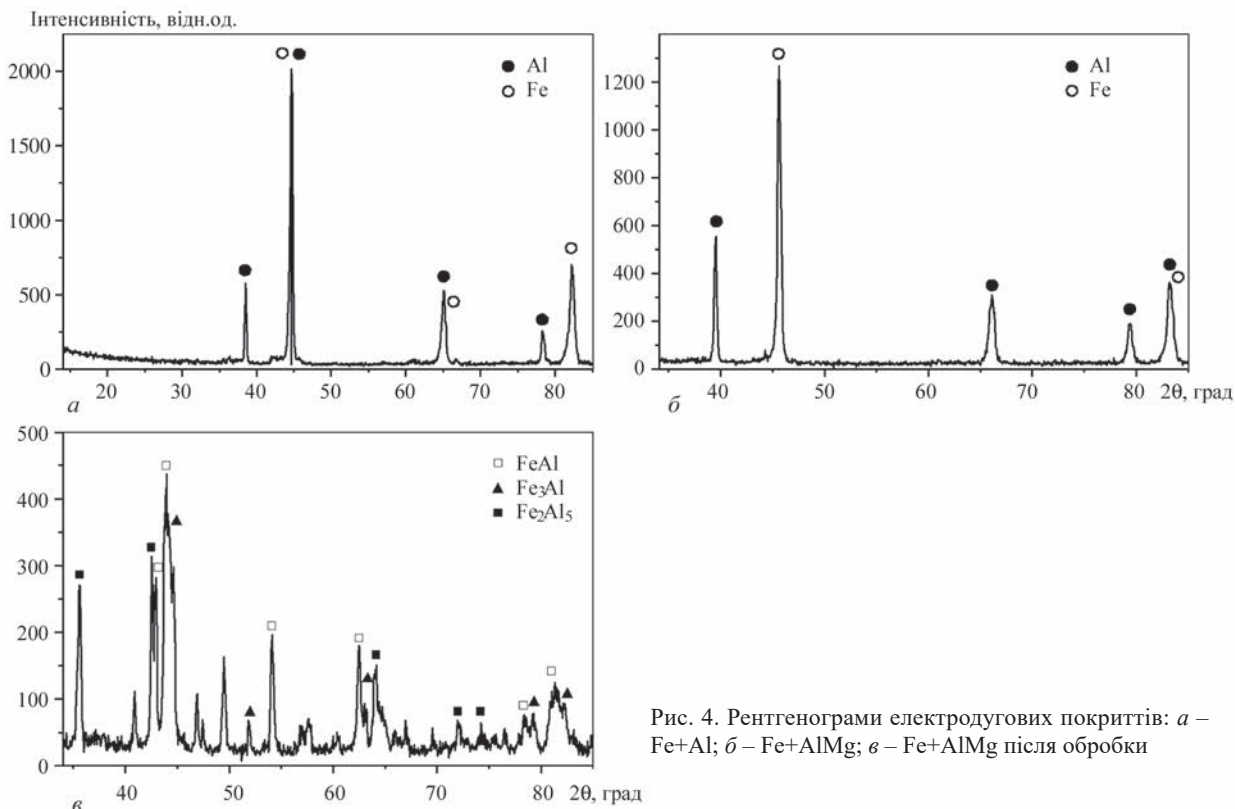 Інтенсивність, відн.од.
2000
1500
1000
500
0
20 30 40 50 60 70 80
а
Al
Fe
1200
1000
800
600
400
200
0
40 50 60 70 80 2θ, град
б
Al
Fe
500
400
300
200
100
0
40 50 60 70 80 2θ, град
в
FeAl
Fe₃Al
Fe₂Al₅
Рис. 4. Рентгенограми електродугових покриттів: а –
Fe+Al; б – Fe+AlMg; в – Fe+AlMg після обробки